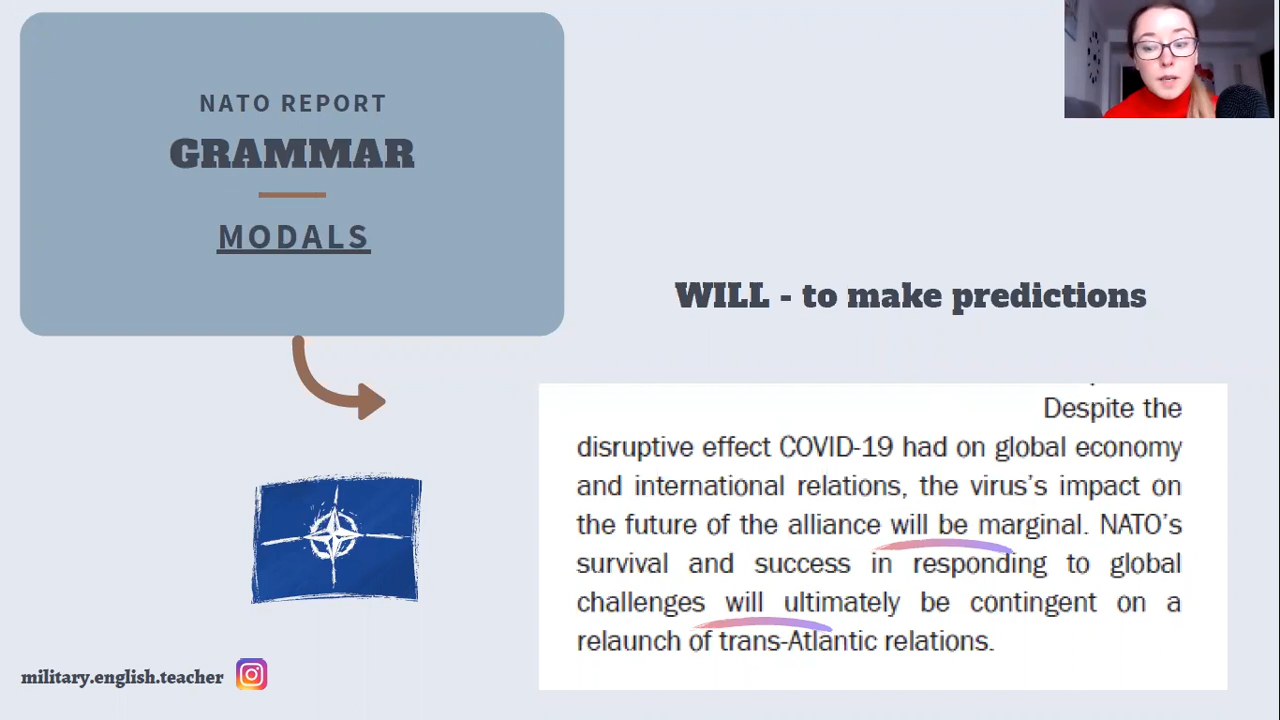 NATO REPORT
GRAMMAR
MODALS
WILL - to make predictions
Despite the
disruptive effect COVID-19 had on global economy
and international relations, the virus's impact on
the future of the alliance will be marginal. NATO's
survival and success in responding to global
challenges will ultimately be contingent on a
relaunch of trans-Atlantic relations.
military.english.teacher